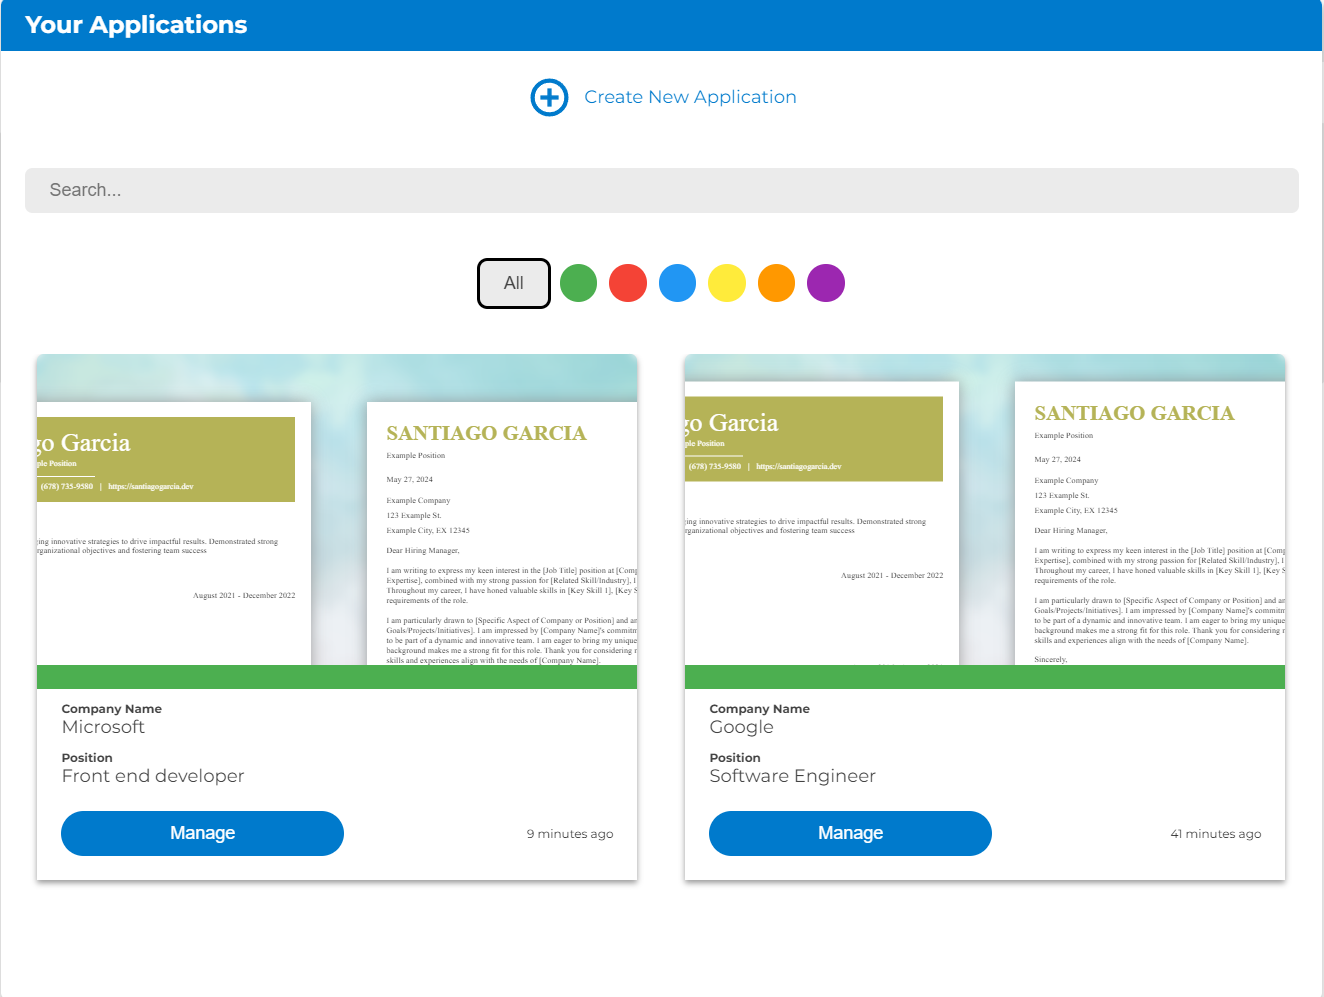 Your Applications
Create New Application
Search...
All
go Garcia
ple Position
(678) 735-9580 | https://santiagogarcia.dev
ing innovative strategies to drive impactful results. Demonstrated strong
rganizational objectives and fostering team success
August 2021 - December 2022
SANTIAGO GARCIA
Example Position
May 27, 2024
Example Company
123 Example St.
Example City, EX 12345
Dear Hiring Manager,
I am writing to express my keen interest in the [Job Title] position at [Comp
Expertise], combined with my strong passion for [Related Skill/Industry], I
Throughout my career, I have honed valuable skills in [Key Skill 1], [Key S
requirements of the role.
I am particularly drawn to [Specific Aspect of Company or Position] and an
Goals/Projects/Initiatives]. I am impressed by [Company Name]'s commitm
to be part of a dynamic and innovative team. I am eager to bring my unique
background makes me a strong fit for this role. Thank you for considering
skills and experiences align with the needs of [Company Name].
Company Name
Microsoft
Position
Front end developer
Manage
9 minutes ago
go Garcia
ple Position
(678) 735-9580 | https://santiagogarcia.dev
ing innovative strategies to drive impactful results. Demonstrated strong
rganizational objectives and fostering team success
August 2021 - December 2022
SANTIAGO GARCIA
Example Position
May 27, 2024
Example Company
123 Example St.
Example City, EX 12345
Dear Hiring Manager,
I am writing to express my keen interest in the [Job Title] position at [Comp
Expertise], combined with my strong passion for [Related Skill/Industry], I
Throughout my career, I have honed valuable skills in [Key Skill 1], [Key S
requirements of the role.
I am particularly drawn to [Specific Aspect of Company or Position] and an
Goals/Projects/Initiatives]. I am impressed by [Company Name]'s commitm
to be part of a dynamic and innovative team. I am eager to bring my unique
background makes me a strong fit for this role. Thank you for considering
skills and experiences align with the needs of [Company Name].
Sincerely,
Company Name
Google
Position
Software Engineer
Manage
41 minutes ago